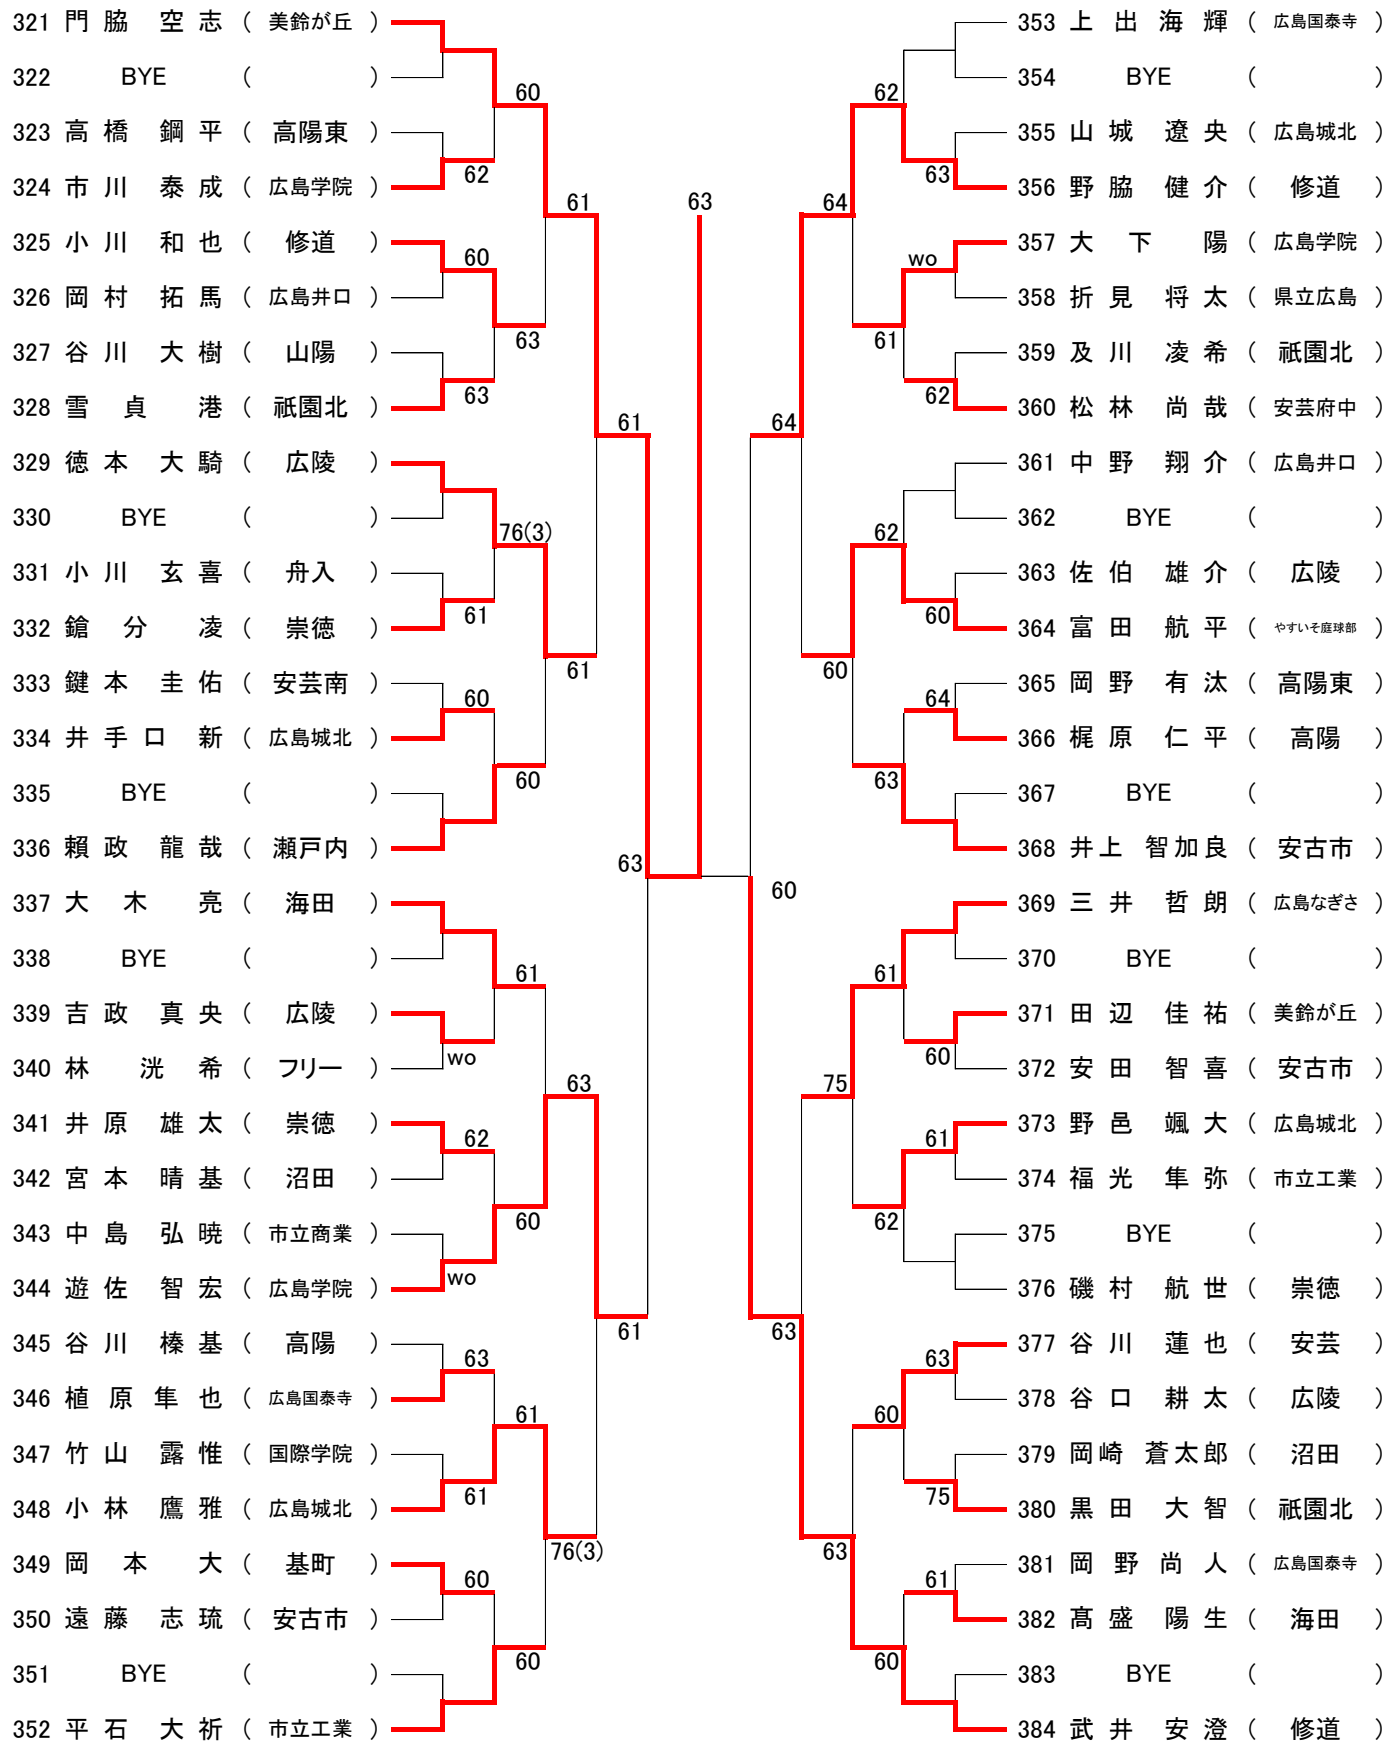 321 門脇 空志 ( 美鈴が丘 )
322 BYE ( )
323 高橋 鋼平 ( 高陽東 )
324 市川 泰成 ( 広島学院 )
325 小川 和也 ( 修道 )
326 岡村 拓馬 ( 広島井口 )
327 谷川 大樹 ( 山陽 )
328 雪貞 港 ( 祇園北 )
329 徳本 大騎 ( 広陵 )
330 BYE ( )
331 小川 玄喜 ( 舟入 )
332 鎗分 凌 ( 崇徳 )
333 鍵本 圭佑 ( 安芸南 )
334 井手口 新 ( 広島城北 )
335 BYE ( )
336 頼政 龍哉 ( 瀬戸内 )
337 大木 亮 ( 海田 )
338 BYE ( )
339 吉政 真央 ( 広陵 )
340 林 洸希 ( フリー )
341 井原 雄太 ( 崇徳 )
342 宮本 晴基 ( 沼田 )
343 中島 弘暁 ( 市立商業 )
344 遊佐 智宏 ( 広島学院 )
345 谷川 榛基 ( 高陽 )
346 植原 隼也 ( 広島国泰寺 )
347 竹山 露惟 ( 国際学院 )
348 小林 鷹雅 ( 広島城北 )
349 岡本 大 ( 基町 )
350 遠藤 志琉 ( 安古市 )
351 BYE ( )
352 平石 大祈 ( 市立工業 )
62
60
63
61
60
wo
62
wo
63
61
60
60
63
76(3)
60
61
60
61
60
61
61
63
76(3)
61
61
63
63
60
64
63
64
60
75
63
62
61
62
63
61
62
60
63
63
wo
62
60
64
60
61
63
75
61
60
353 上出 海輝 ( 広島国泰寺 )
354 BYE ( )
355 山城 遼央 ( 広島城北 )
356 野脇 健介 ( 修道 )
357 大下 陽 ( 広島学院 )
358 折見 将太 ( 県立広島 )
359 及川 凌希 ( 祇園北 )
360 松林 尚哉 ( 安芸府中 )
361 中野 翔介 ( 広島井口 )
362 BYE ( )
363 佐伯 雄介 ( 広陵 )
364 富田 航平 ( やすいそ庭球部 )
365 岡野 有汰 ( 高陽東 )
366 梶原 仁平 ( 高陽 )
367 BYE ( )
368 井上 智加良 ( 安古市 )
369 三井 哲朗 ( 広島なぎさ )
370 BYE ( )
371 田辺 佳祐 ( 美鈴が丘 )
372 安田 智喜 ( 安古市 )
373 野邑 颯大 ( 広島城北 )
374 福光 隼弥 ( 市立工業 )
375 BYE ( )
376 磯村 航世 ( 崇徳 )
377 谷川 蓮也 ( 安芸 )
378 谷口 耕太 ( 広陵 )
379 岡崎 蒼太郎 ( 沼田 )
380 黒田 大智 ( 祇園北 )
381 岡野 尚人 ( 広島国泰寺 )
382 髙盛 陽生 ( 海田 )
383 BYE ( )
384 武井 安澄 ( 修道 )